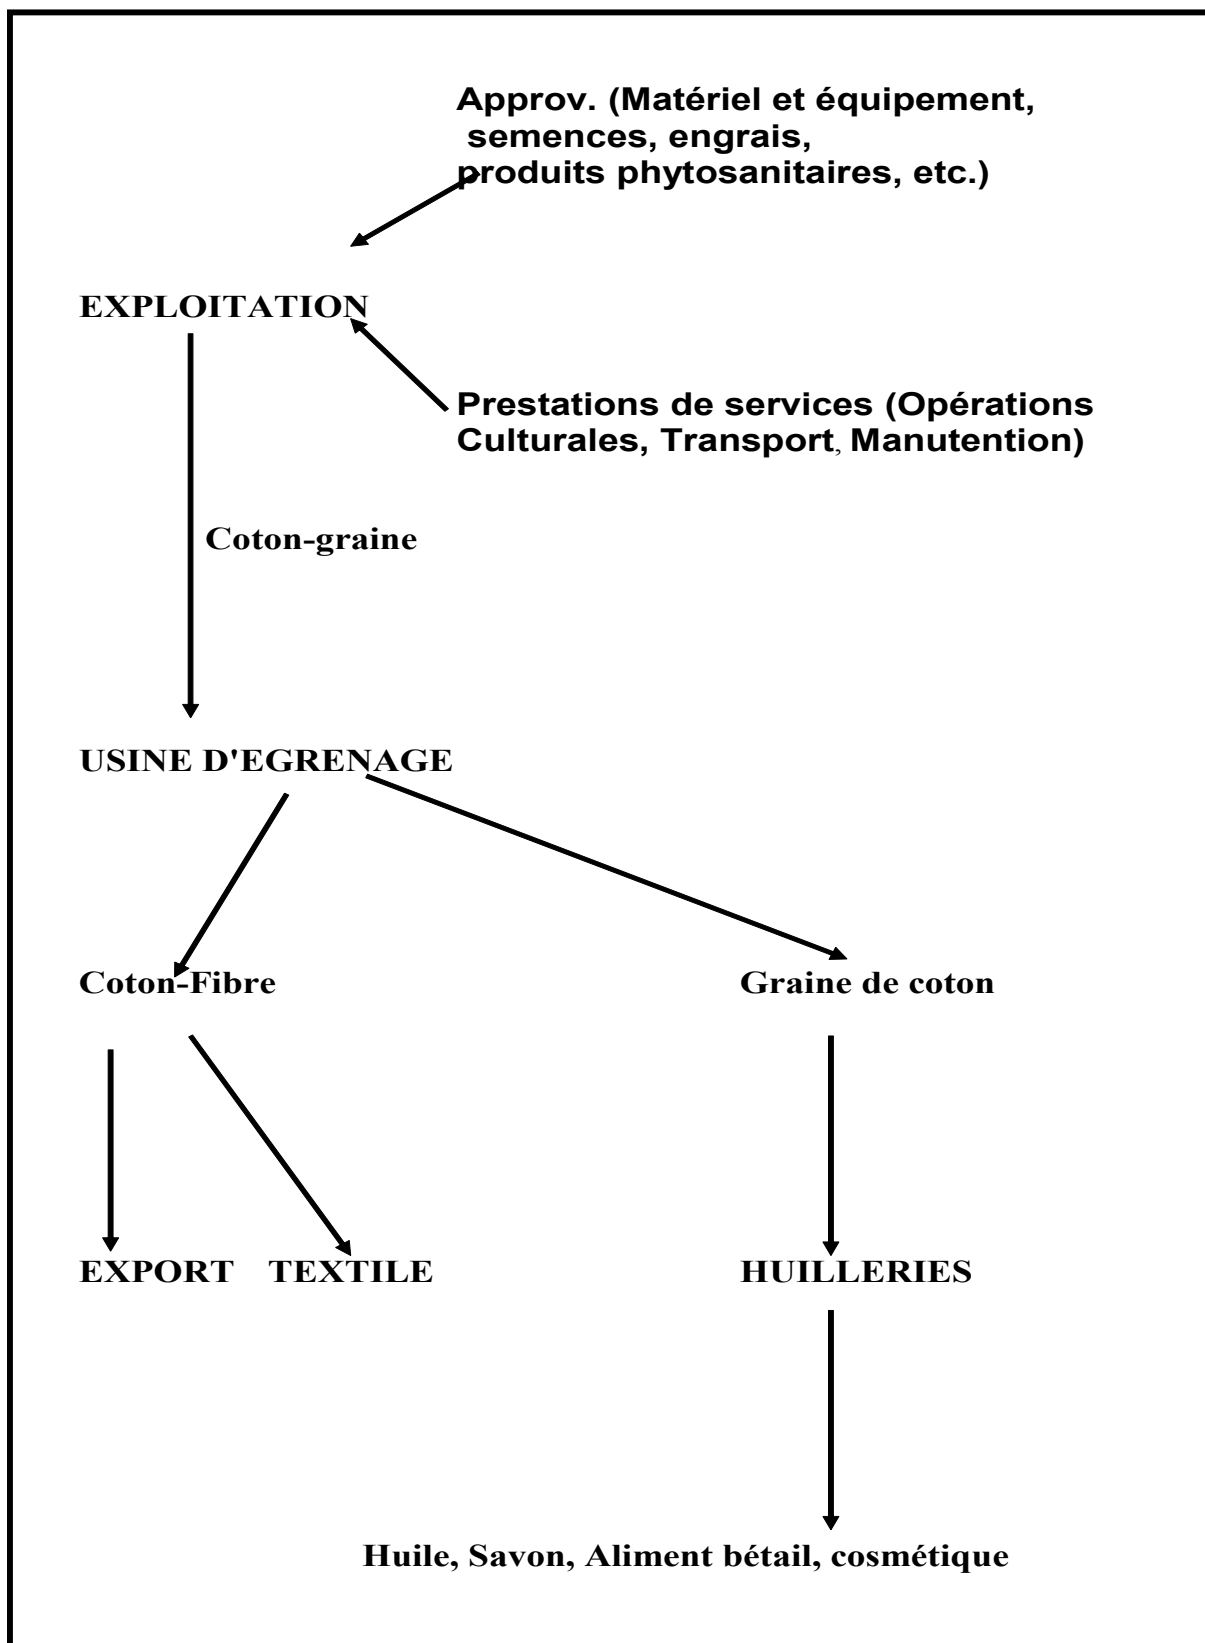 Approv. (Matériel et équipement,
semences, engrais,
produits phytosanitaires, etc.)
EXPLOITATION
Prestations de services (Opérations
Culturales, Transport, Manutention)
Coton-graine
USINE D'EGRENAGE
Coton-Fibre
Graine de coton
EXPORT
TEXTILE
HUILLERIES
Huile, Savon, Aliment bétail, cosmétique